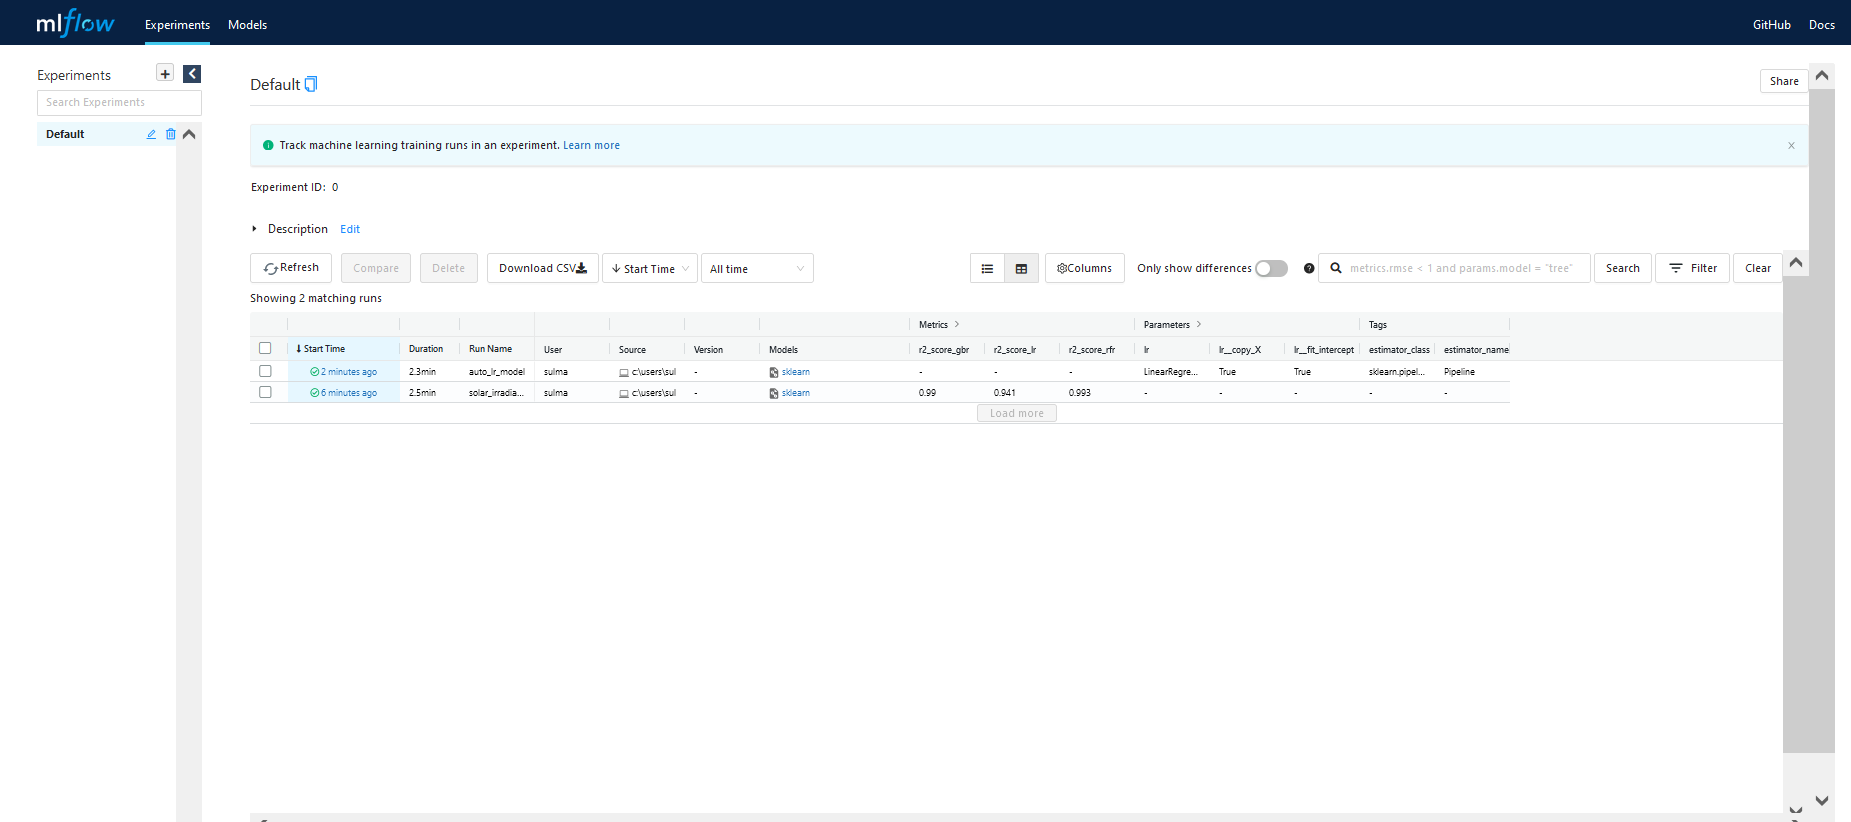 mlflow Experiments Models GitHub Docs
Experiments +
Search Experiments
Default
Default
Share
Track machine learning training runs in an experiment. Learn more
Experiment ID: 0
Description Edit
Refresh Compare Delete Download CSV Start Time All time Columns Only show differences metrics.rmse < 1 and params.model = "tree" Search Filter Clear
Showing 2 matching runs
Metrics > Parameters > Tags
↓ Start Time Duration Run Name User Source Version Models r2_score_gbr r2_score_lr r2_score_rfr lr lr__copy_X lr__fit_intercept estimator_class estimator_name
2 minutes ago 2.3min auto_lr_model sulma c:\users\sul - sklearn - - - LinearRegre... True True sklearn.pipel... Pipeline
6 minutes ago 2.5min solar_irradia... sulma c:\users\sul - sklearn 0.99 0.941 0.993 - - - - -
Load more